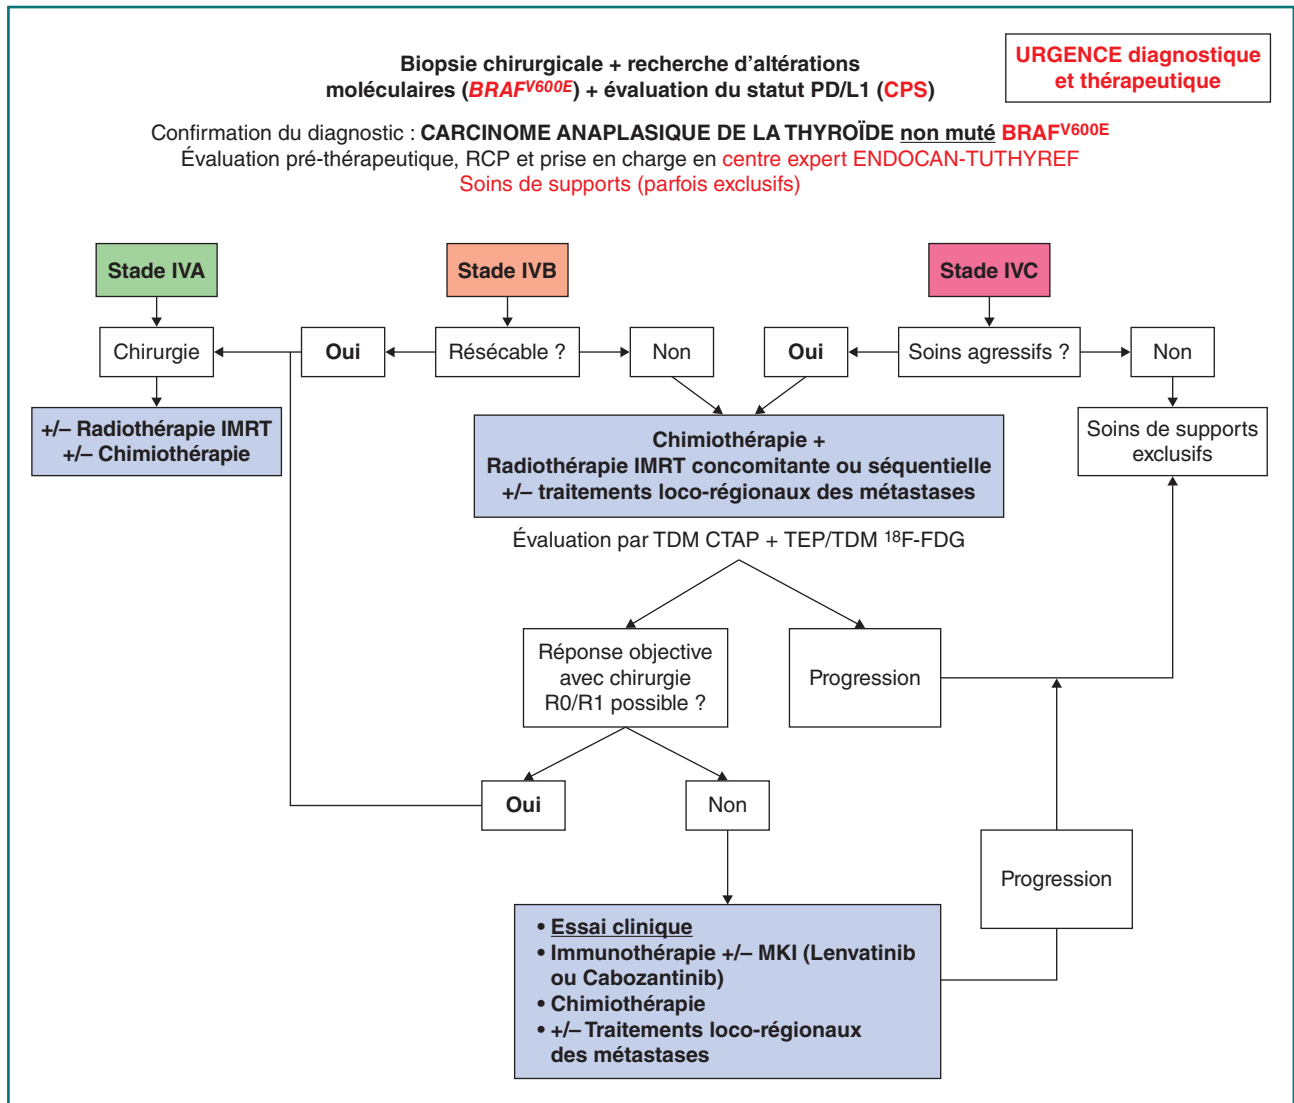 Biopsie chirurgicale + recherche d'altérations
moléculaires (BRAFV600E) + évaluation du statut PD/L1 (CPS)
URGENCE diagnostique
et thérapeutique
Confirmation du diagnostic : CARCINOME ANAPLASIQUE DE LA THYROÏDE non muté BRAFV600E
Évaluation pré-thérapeutique, RCP et prise en charge en centre expert ENDOCAN-TUTHYREF
Soins de supports (parfois exclusifs)
Stade IVA
Stade IVB
Stade IVC
Chirurgie
Oui
Résécable ?
Non
Oui
Soins agressifs ?
Non
+/– Radiothérapie IMRT
+/– Chimiothérapie
Chimiothérapie +
Radiothérapie IMRT concomitante ou séquentielle
+/– traitements loco-régionaux des métastases
Soins de supports
exclusifs
Évaluation par TDM CTAP + TEP/TDM 18F-FDG
Réponse objective
avec chirurgie
R0/R1 possible ?
Progression
Oui
Non
Progression
• Essai clinique
• Immunothérapie +/– MKI (Lenvatinib
ou Cabozantinib)
• Chimiothérapie
• +/– Traitements loco-régionaux
des métastases